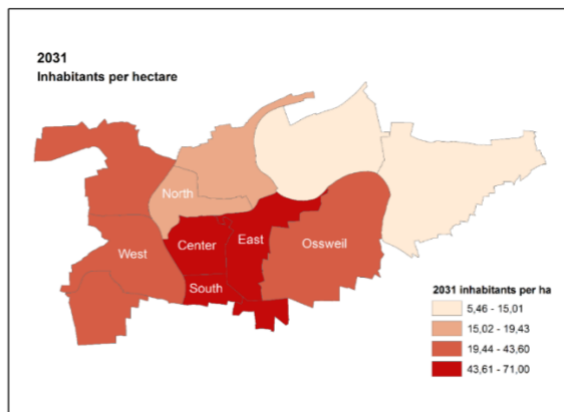 2031
Inhabitants per hectare
North
West
Center
East
Ossweil
South
2031 inhabitants per ha
5,46 - 15,01
15,02 - 19,43
19,44 - 43,60
43,61 - 71,00